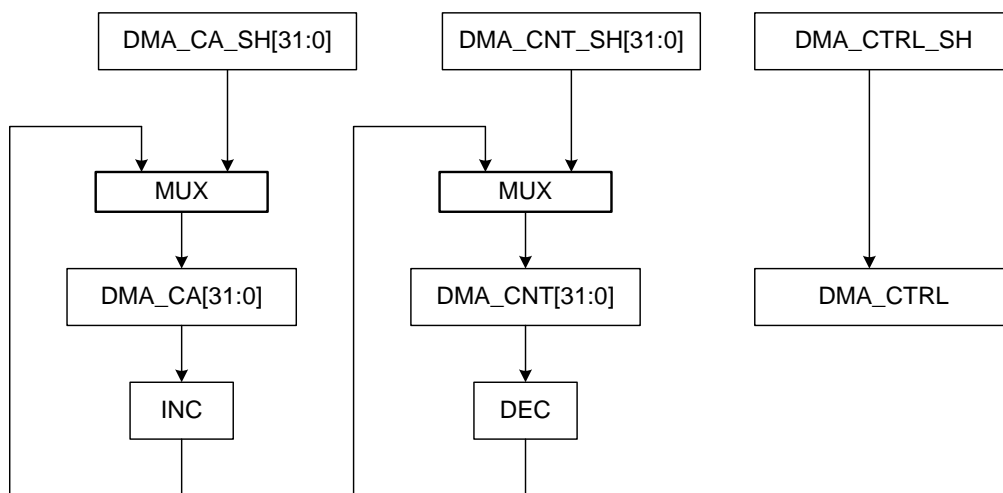 DMA_CA_SH[31:0]
DMA_CNT_SH[31:0]
DMA_CTRL_SH
MUX
MUX
DMA_CA[31:0]
DMA_CNT[31:0]
DMA_CTRL
INC
DEC